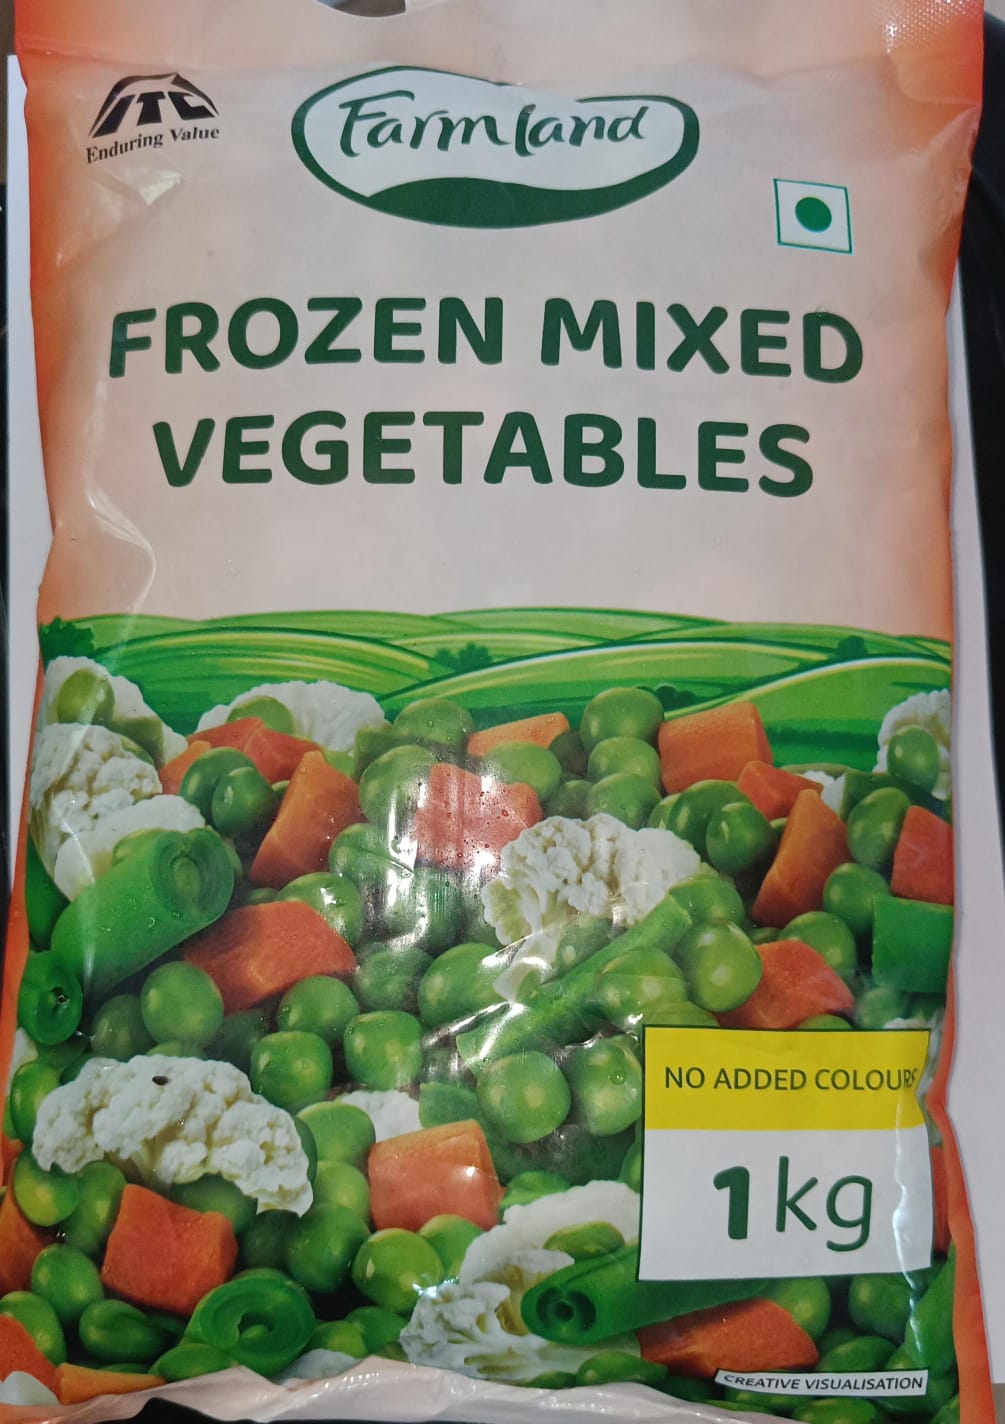 ITC
Enduring Value
Farmland
FROZEN MIXED
VEGETABLES
NO ADDED COLOURS
1kg
CREATIVE VISUALISATION